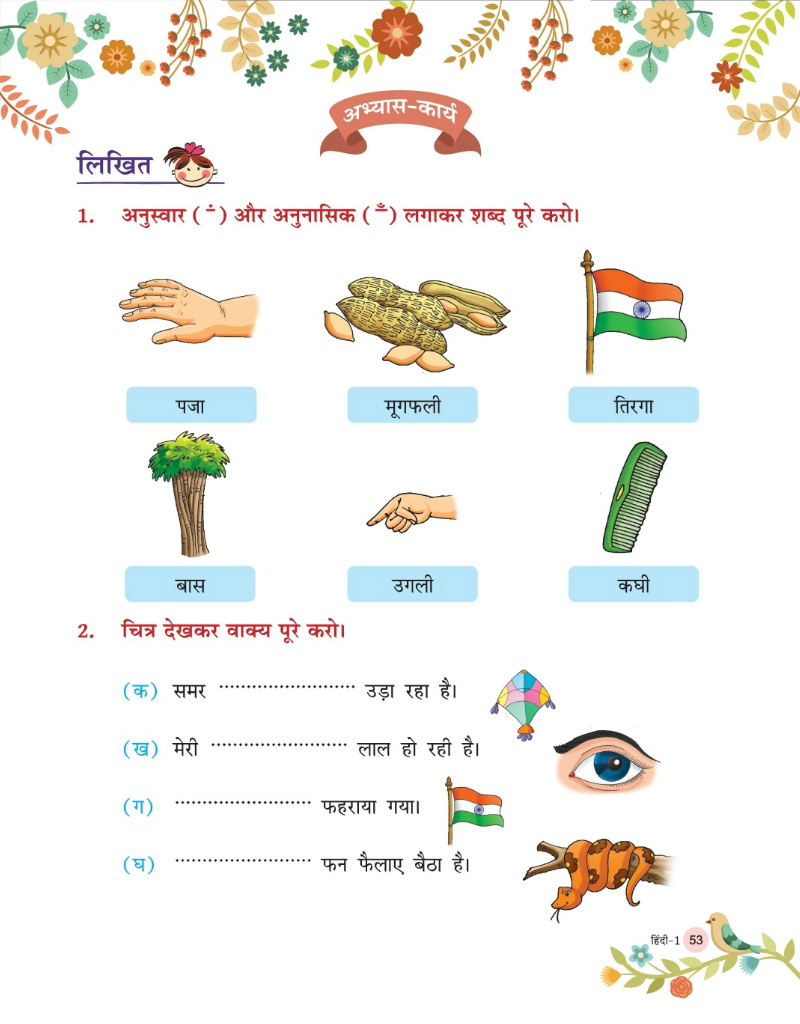 अभ्यास-कार्य
लिखित
1. अनुस्वार ( ֗ं ) और अनुनासिक ( ँ ) लगाकर शब्द पूरे करो।
पजा मूगफली तिरगा
बास उगली कघी
2. चित्र देखकर वाक्य पूरे करो।
(क) समर ························ उड़ा रहा है।
(ख) मेरी ························ लाल हो रही है।
(ग) ························ फहराया गया।
(घ) ························ फन फैलाए बैठा है।
हिंदी-1 53